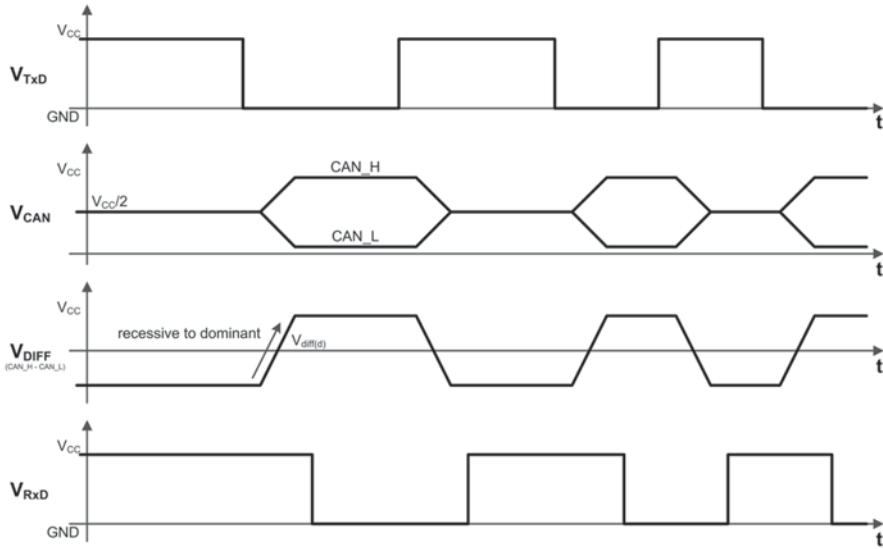 VCC
VTxD
GND
t
VCC
CAN_H
VCC/2
VCAN
CAN_L
t
VCC
recessive to dominant
Vdiff(d)
VDIFF
(CAN_H - CAN_L)
t
VCC
VRxD
GND
t